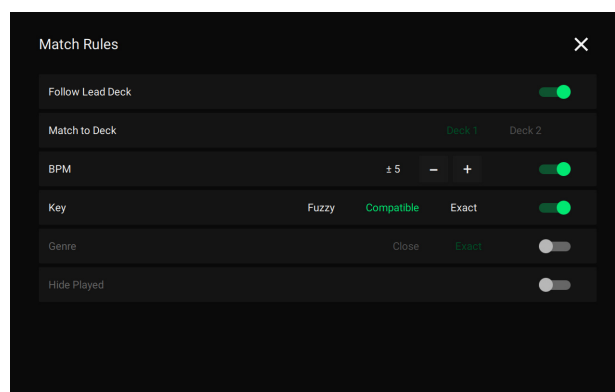 Match Rules
Follow Lead Deck
Match to Deck Deck 1 Deck 2
BPM ± 5 − +
Key Fuzzy Compatible Exact
Genre Close Exact
Hide Played